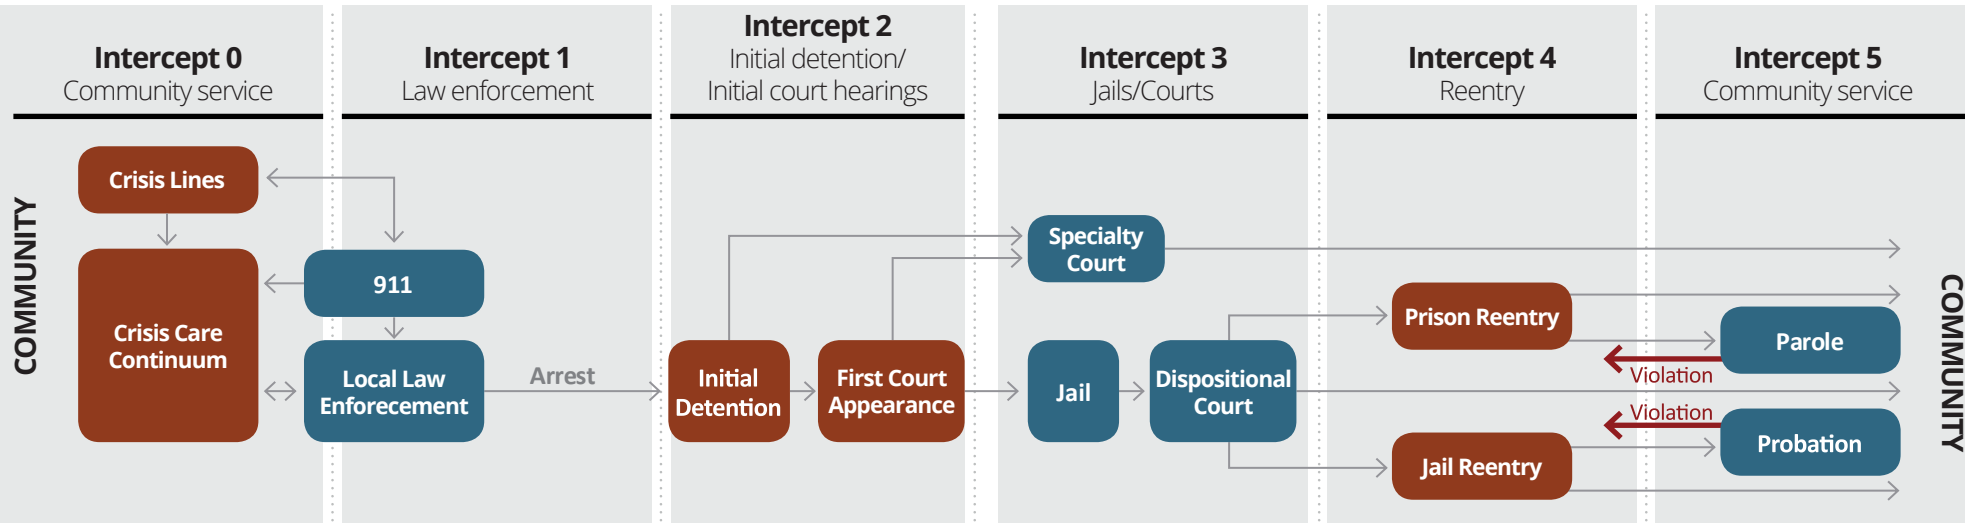 Intercept 0
Community service
Intercept 1
Law enforcement
Intercept 2
Initial detention/
Initial court hearings
Intercept 3
Jails/Courts
Intercept 4
Reentry
Intercept 5
Community service
COMMUNITY
Crisis Lines
Crisis Care
Continuum
911
Local Law
Enforecement
Arrest
Initial
Detention
First Court
Appearance
Specialty
Court
Jail
Dispositional
Court
Prison Reentry
Jail Reentry
Parole
Violation
Violation
Probation
COMMUNITY